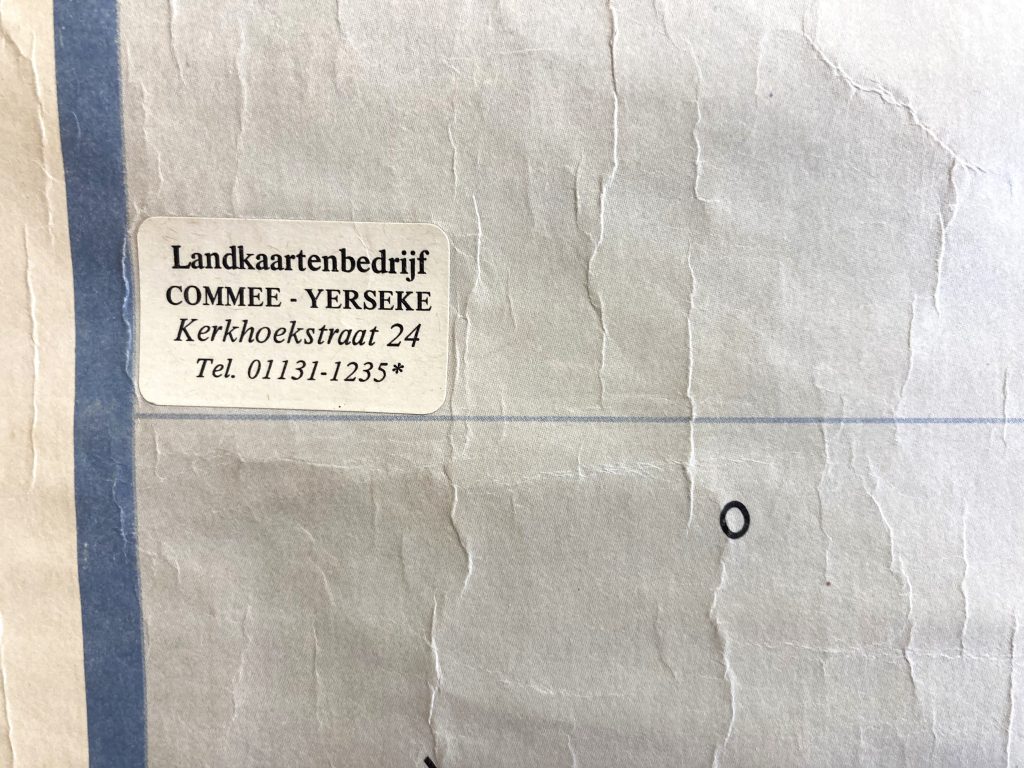 Landkaartenbedrijf
COMMEE - YERSEKE
Kerkhoekstraat 24
Tel. 01131-1235*
O